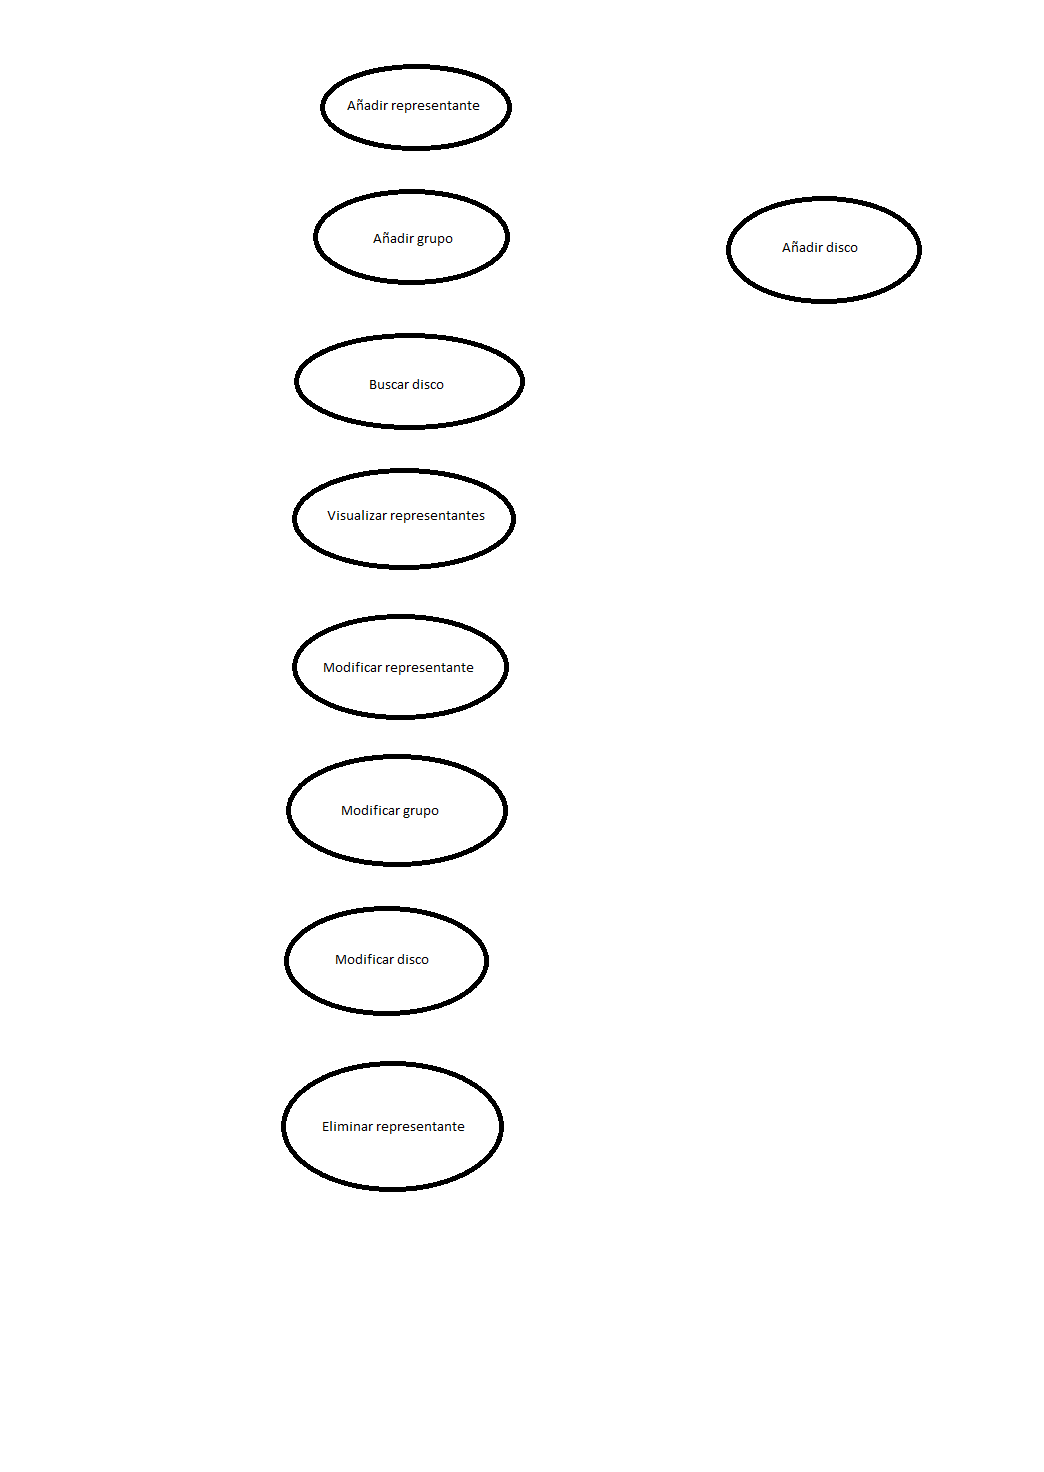 Añadir representante
Añadir grupo
Añadir disco
Buscar disco
Visualizar representantes
Modificar representante
Modificar grupo
Modificar disco
Eliminar representante